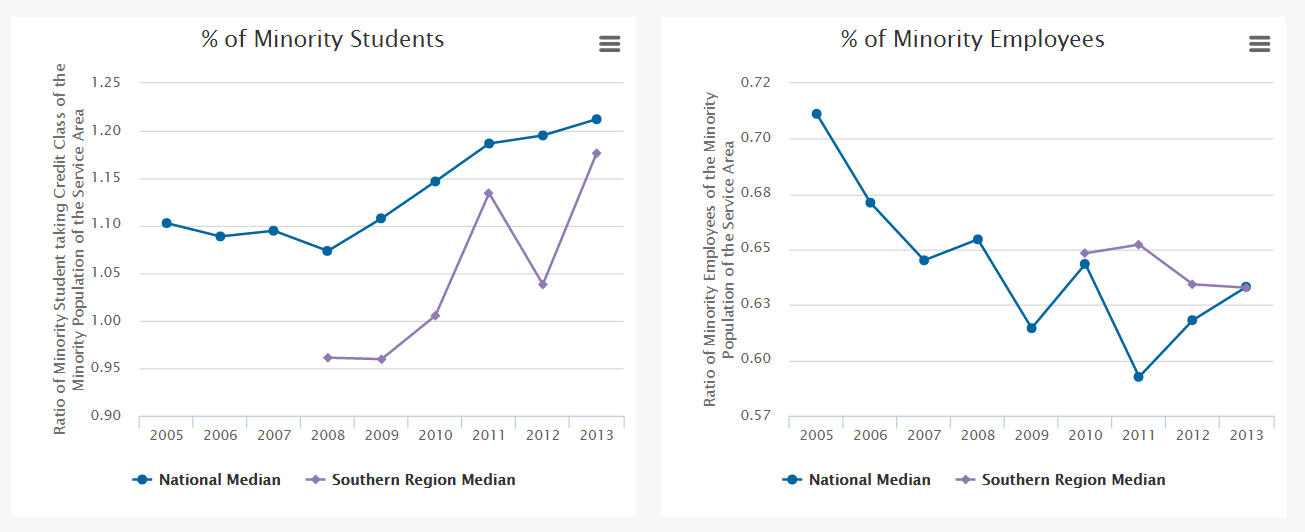 % of Minority Students
Ratio of Minority Student taking Credit Class of the
Minority Population of the Service Area
1.25
1.20
1.15
1.10
1.05
1.00
0.95
0.90
2005 2006 2007 2008 2009 2010 2011 2012 2013
National Median Southern Region Median
% of Minority Employees
Ratio of Minority Employees of the Minority
Population of the Service Area
0.72
0.70
0.68
0.65
0.63
0.60
0.57
2005 2006 2007 2008 2009 2010 2011 2012 2013
National Median Southern Region Median